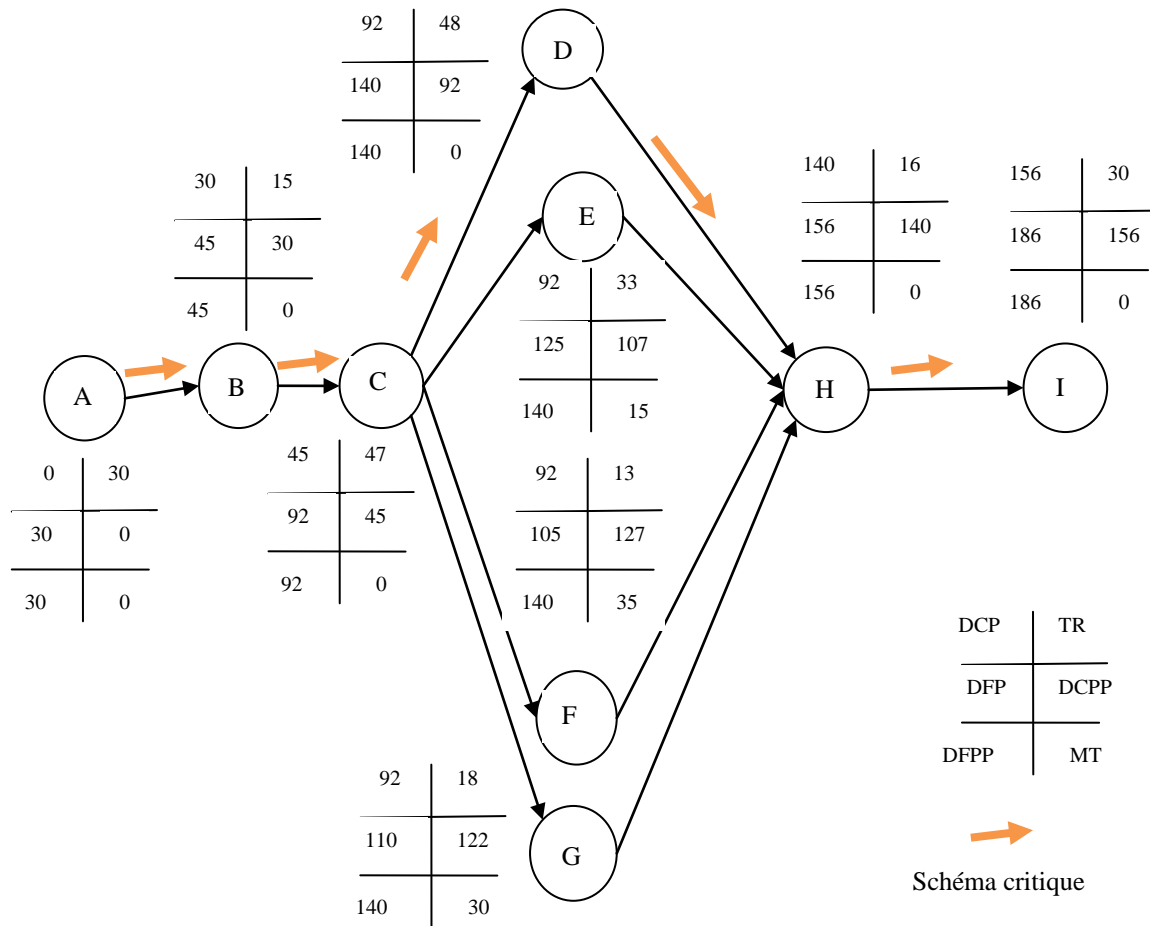 92 48
D
140 92
140 0
30 15
45 30
45 0
E
140 16
156 140
156 0
156 30
186 156
186 0
92 33
125 107
140 15
A
B
C
H
I
0 30
30 0
30 0
45 47
92 45
92 0
92 13
105 127
140 35
DCP TR
DFP DCPP
DFPP MT
F
92 18
110 122
140 30
G
Schéma critique